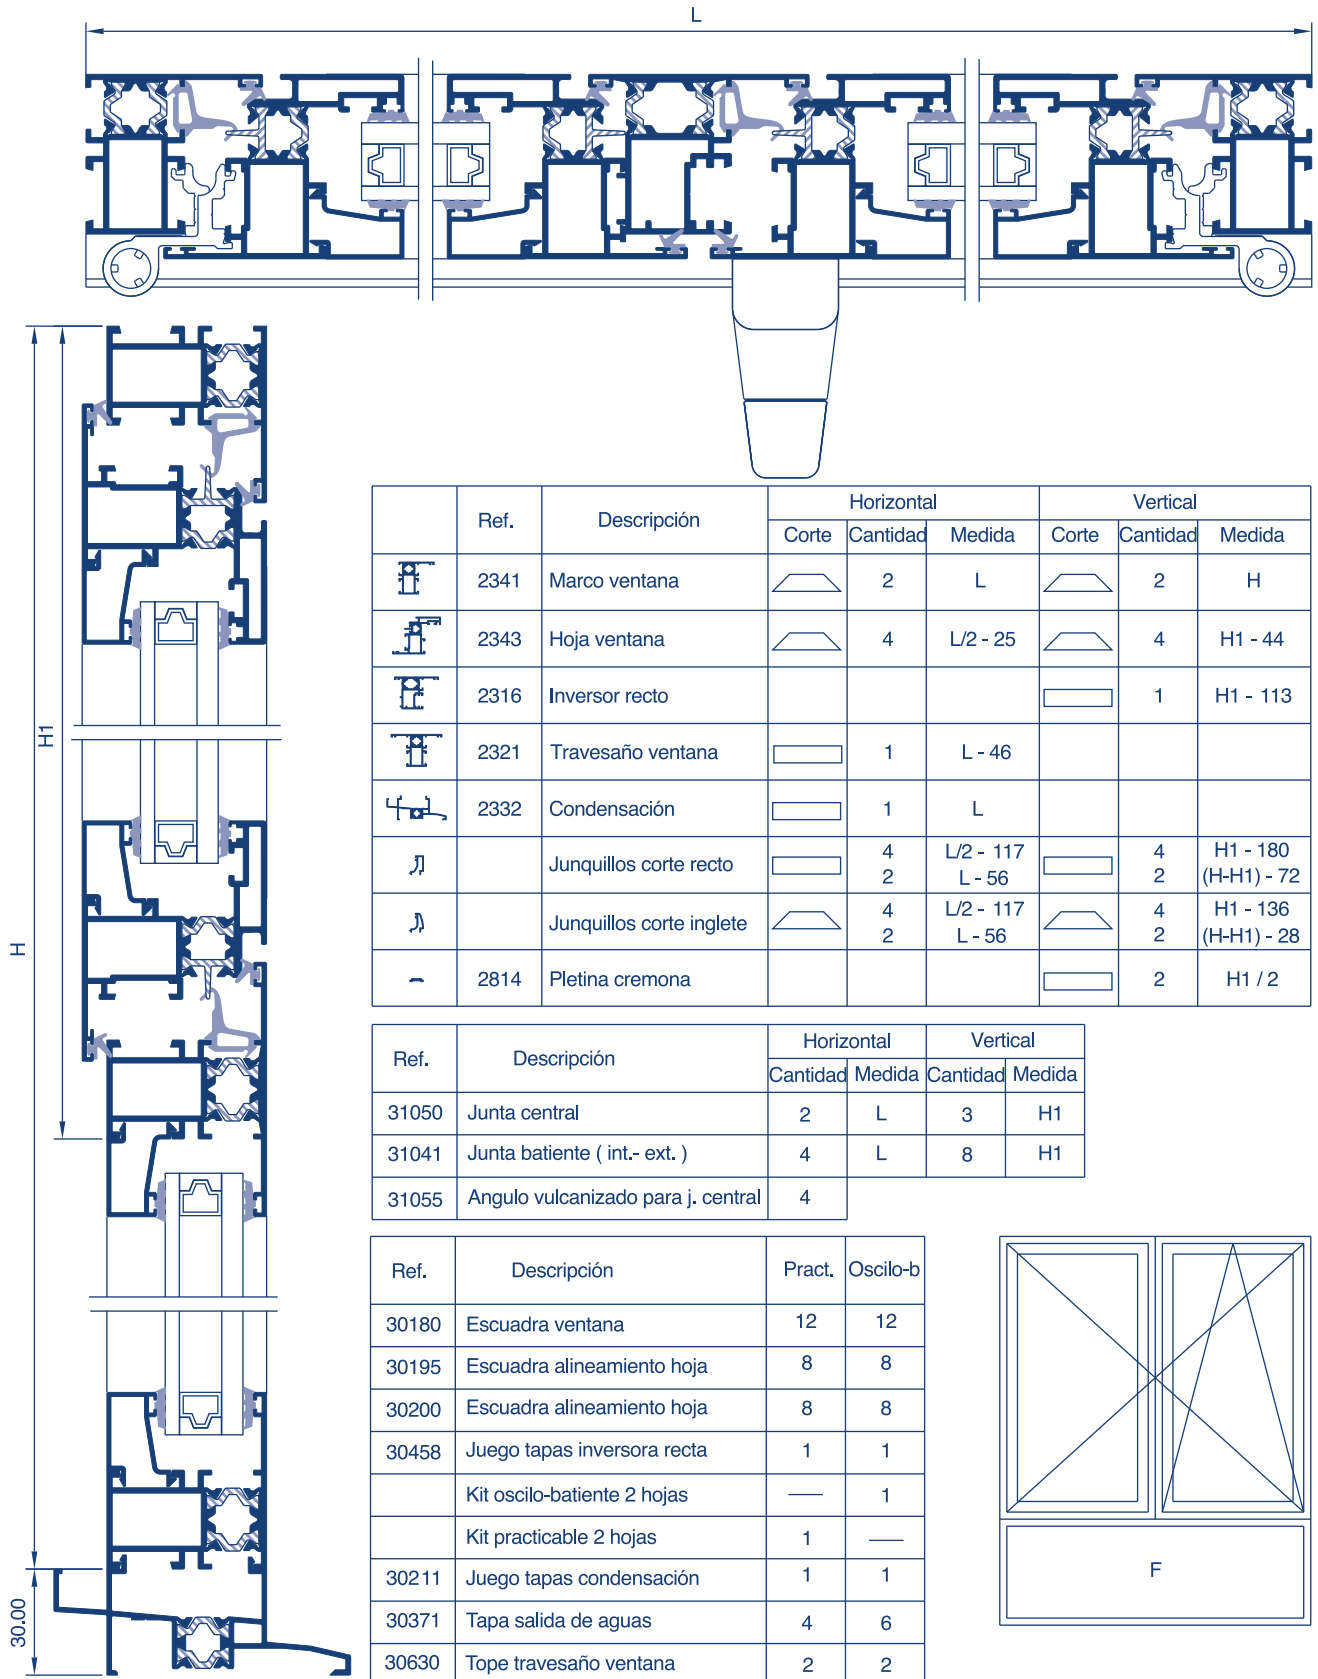 L
H1
H
30.00
Ref. Descripción Horizontal Vertical
Corte Cantidad Medida Corte Cantidad Medida
2341 Marco ventana 2 L 2 H
2343 Hoja ventana 4 L/2 - 25 4 H1 - 44
2316 Inversor recto 1 H1 - 113
2321 Travesaño ventana 1 L - 46
2332 Condensación 1 L
Junquillos corte recto 4 L/2 - 117 4 H1 - 180
2 L - 56 2 (H-H1) - 72
Junquillos corte inglete 4 L/2 - 117 4 H1 - 136
2 L - 56 2 (H-H1) - 28
2814 Pletina cremona 2 H1 / 2
Ref. Descripción Horizontal Vertical
Cantidad Medida Cantidad Medida
31050 Junta central 2 L 3 H1
31041 Junta batiente ( int.- ext. ) 4 L 8 H1
31055 Angulo vulcanizado para j. central 4
Ref. Descripción Pract. Oscilo-b
30180 Escuadra ventana 12 12
30195 Escuadra alineamiento hoja 8 8
30200 Escuadra alineamiento hoja 8 8
30458 Juego tapas inversora recta 1 1
Kit oscilo-batiente 2 hojas — 1
Kit practicable 2 hojas 1 —
30211 Juego tapas condensación 1 1
30371 Tapa salida de aguas 4 6
30630 Tope travesaño ventana 2 2
F